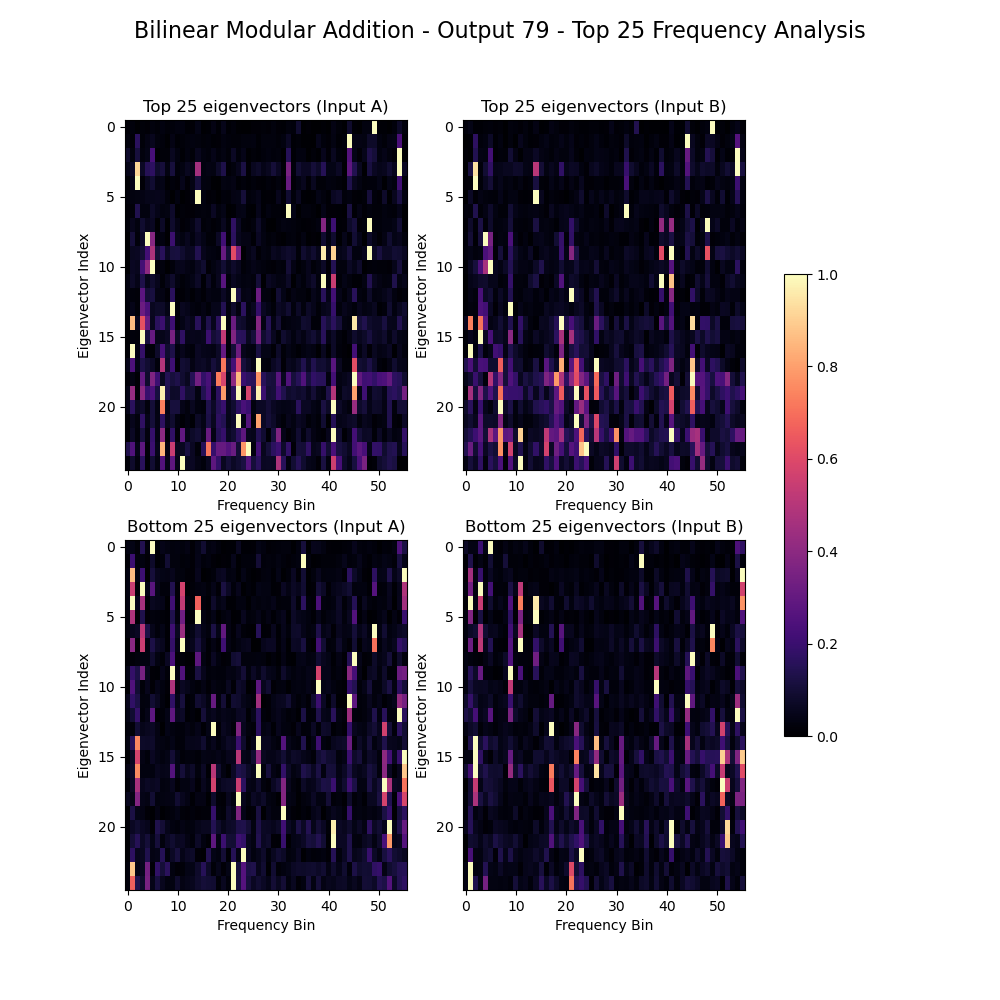 Bilinear Modular Addition - Output 79 - Top 25 Frequency Analysis
Top 25 eigenvectors (Input A)
Top 25 eigenvectors (Input B)
Eigenvector Index
0
5
10
15
20
0 10 20 30 40 50
Frequency Bin
Eigenvector Index
0
5
10
15
20
0 10 20 30 40 50
Frequency Bin
Bottom 25 eigenvectors (Input A)
Bottom 25 eigenvectors (Input B)
Eigenvector Index
0
5
10
15
20
0 10 20 30 40 50
Frequency Bin
Eigenvector Index
0
5
10
15
20
0 10 20 30 40 50
Frequency Bin
1.0
0.8
0.6
0.4
0.2
0.0